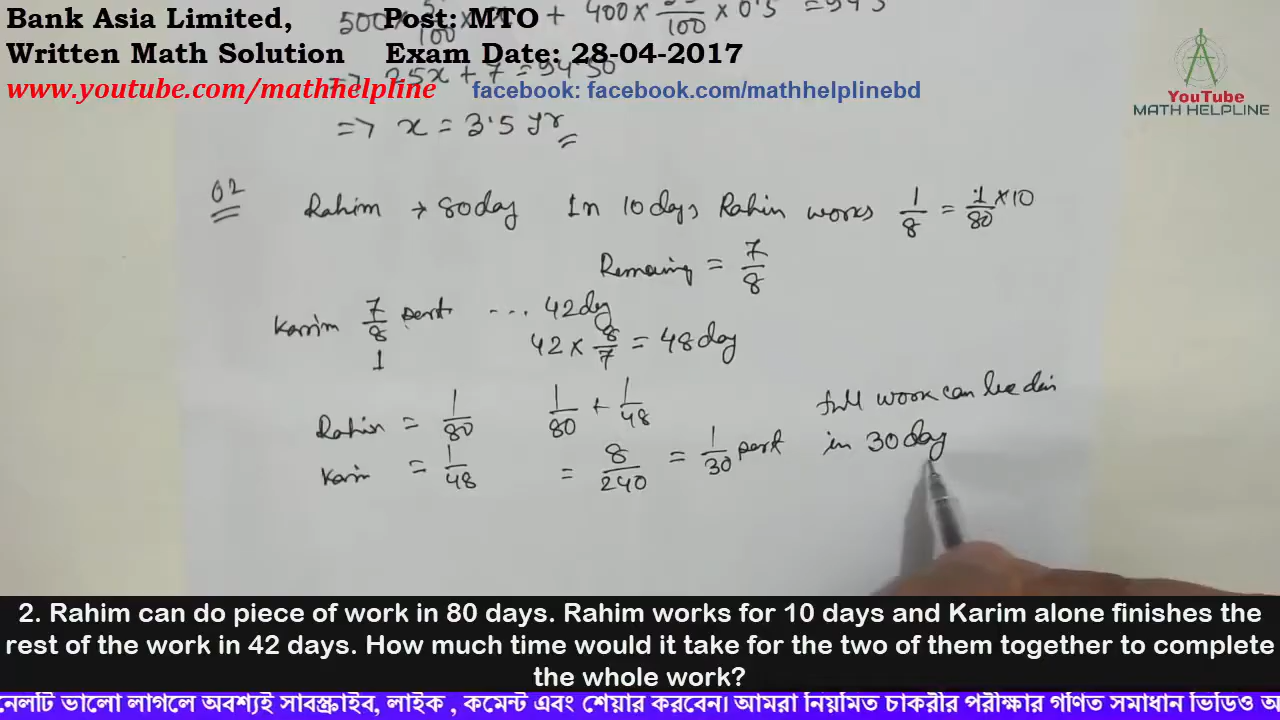 Bank Asia Limited, Post: MTO
Written Math Solution Exam Date: 28-04-2017
www.youtube.com/mathhelpline facebook: facebook.com/mathhelplinebd
YouTube
MATH HELPLINE
=> x = 3.5 yr
02 Rahim → 80 day In 10 days Rahim works 1/8 = 1/80 × 10
Remaing = 7/8
Karim 7/8 part ... 42 day
1 42 × 8/7 = 48 day
Rahim = 1/80 1/80 + 1/48 full work can be
Karim = 1/48 = 8/240 = 1/30 part in 30 day
2. Rahim can do piece of work in 80 days. Rahim works for 10 days and Karim alone finishes the
rest of the work in 42 days. How much time would it take for the two of them together to complete
the whole work?
নেলটি ভালো লাগলে অবশ্যই সাবস্ক্রাইব, লাইক , কমেন্ট এবং শেয়ার করবেন। আমরা নিয়মিত চাকরীর পরীক্ষার গণিত সমাধান ভিডিও